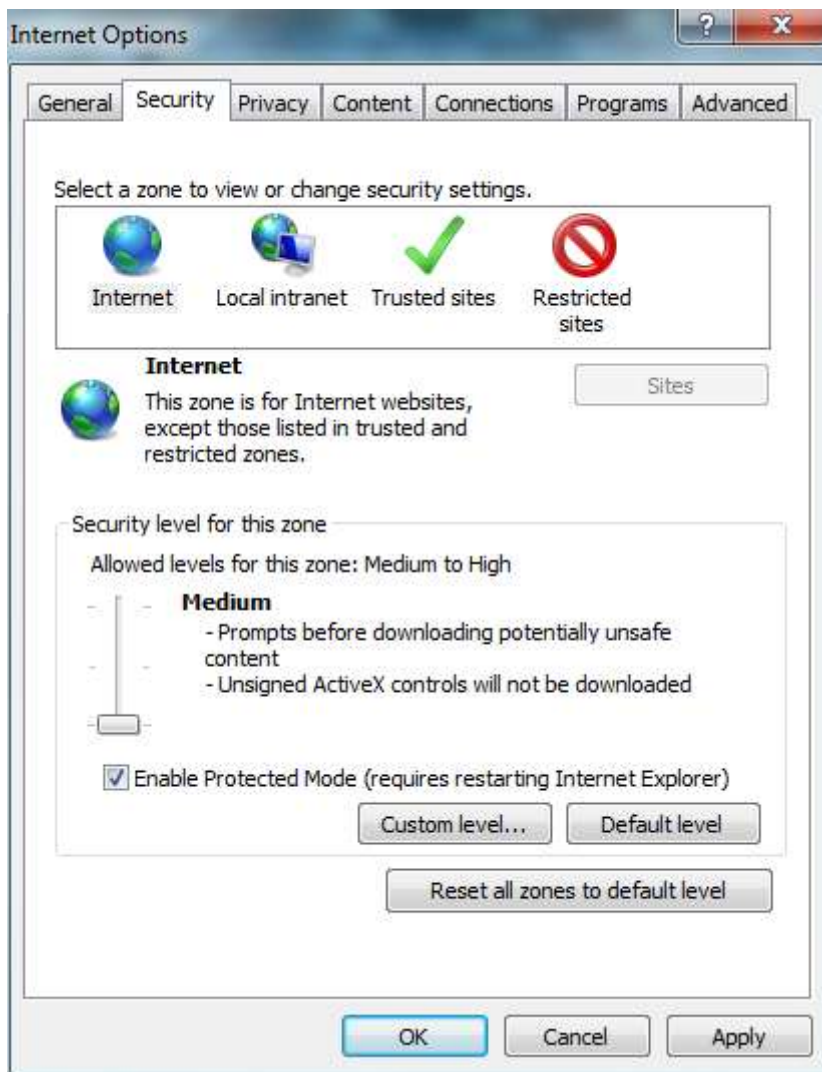 Internet Options
?
General Security Privacy Content Connections Programs Advanced
Select a zone to view or change security settings.
Internet Local intranet Trusted sites Restricted
sites
Internet
Sites
This zone is for Internet websites,
except those listed in trusted and
restricted zones.
Security level for this zone
Allowed levels for this zone: Medium to High
Medium
- Prompts before downloading potentially unsafe
content
- Unsigned ActiveX controls will not be downloaded
Enable Protected Mode (requires restarting Internet Explorer)
Custom level... Default level
Reset all zones to default level
OK Cancel Apply